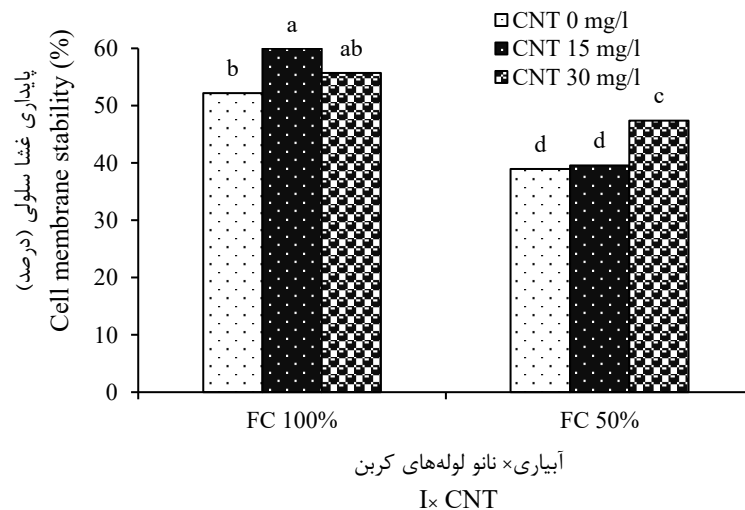 CNT 0 mg/l
CNT 15 mg/l
CNT 30 mg/l
پایداری غشا سلولی (درصد)
Cell membrane stability (%)
60
50
40
30
20
10
0
b
a
ab
d
d
c
FC 100%
FC 50%
آبیاری× نانو لوله‌های کربن
I× CNT